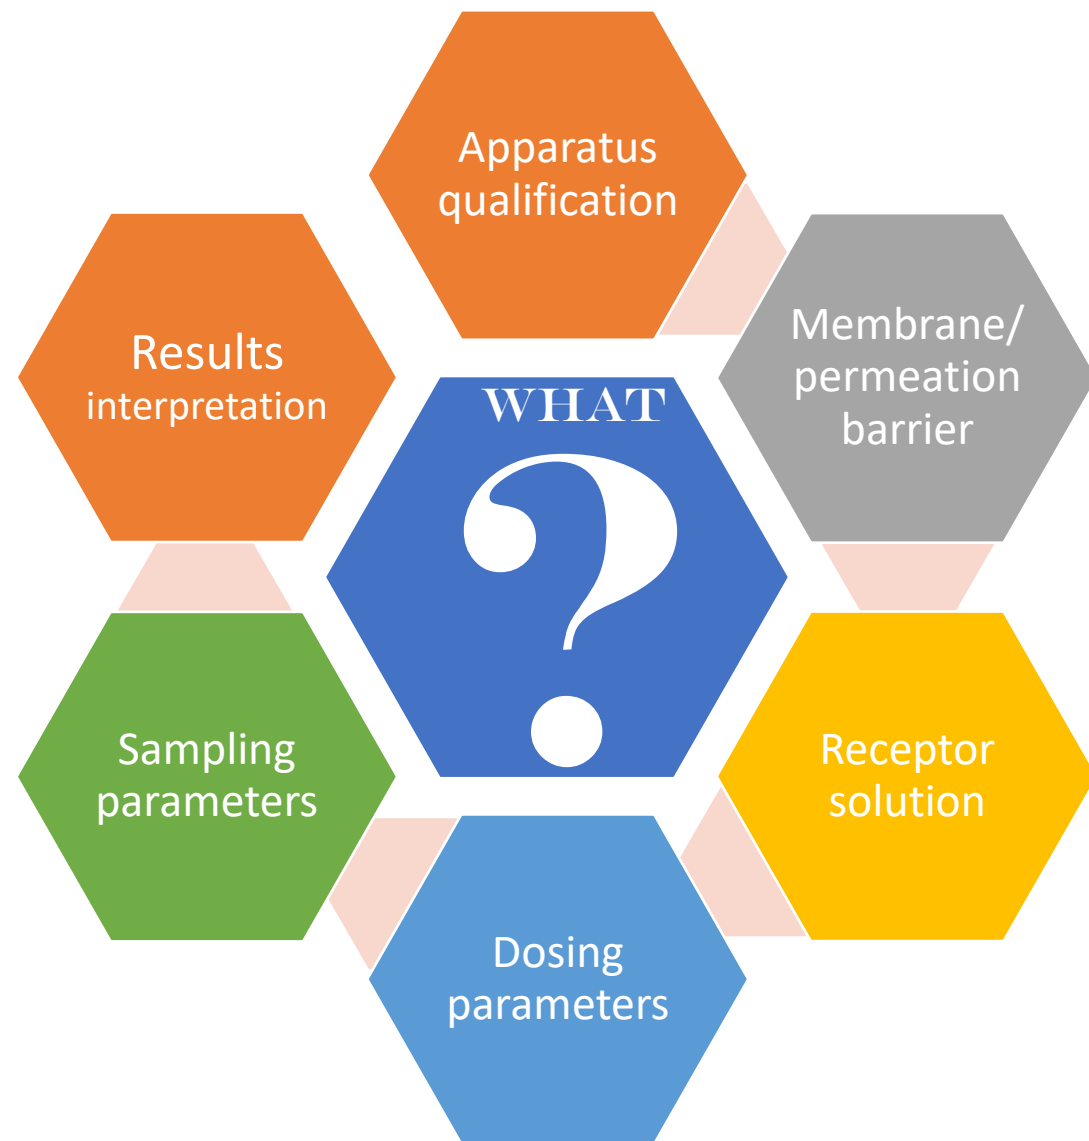 Apparatus
qualification
Membrane/
permeation
barrier
Receptor
solution
Dosing
parameters
Sampling
parameters
Results
interpretation
WHAT
?